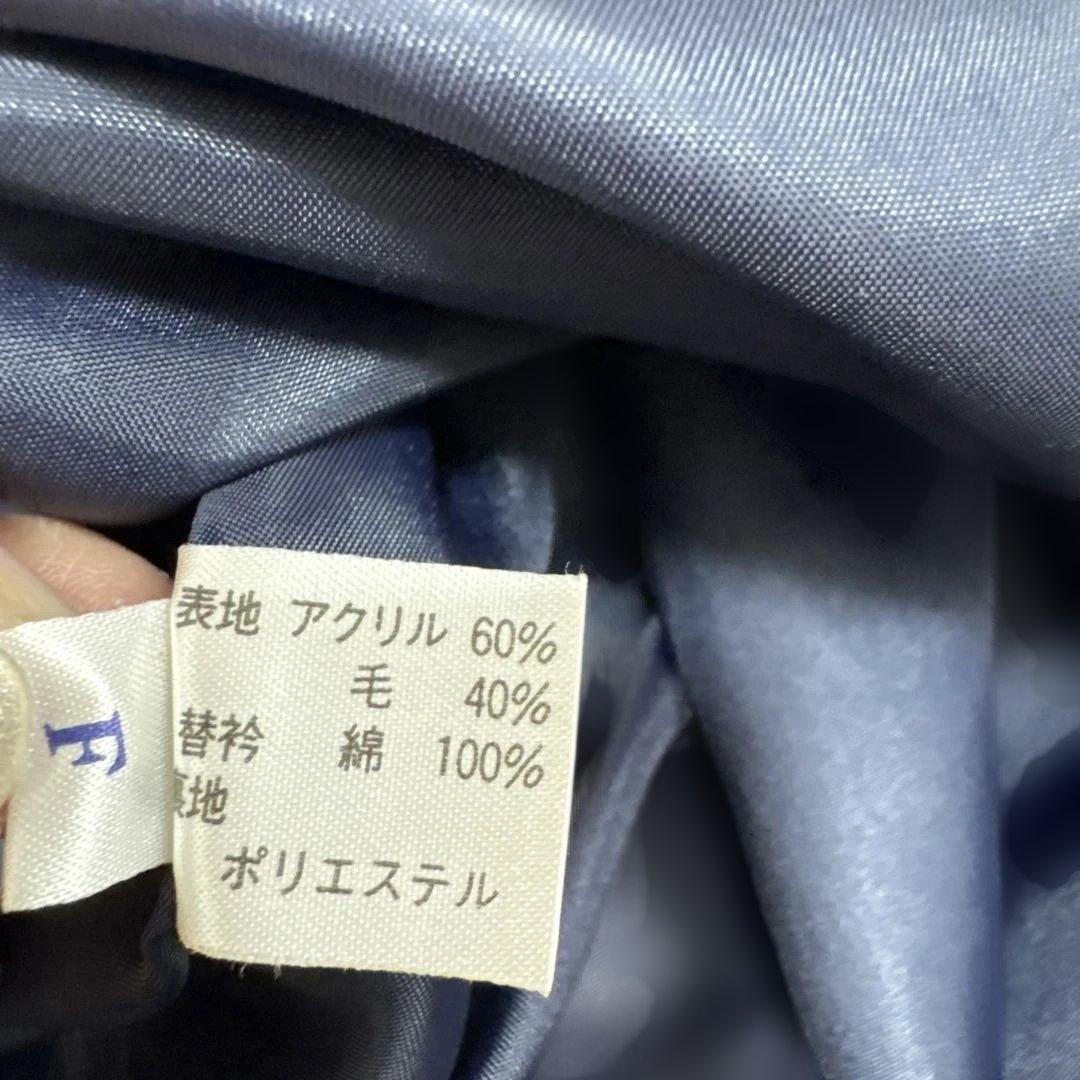 表地 アクリル 60%
毛 40%
替衿 綿 100%
裏地
ポリエステル
F